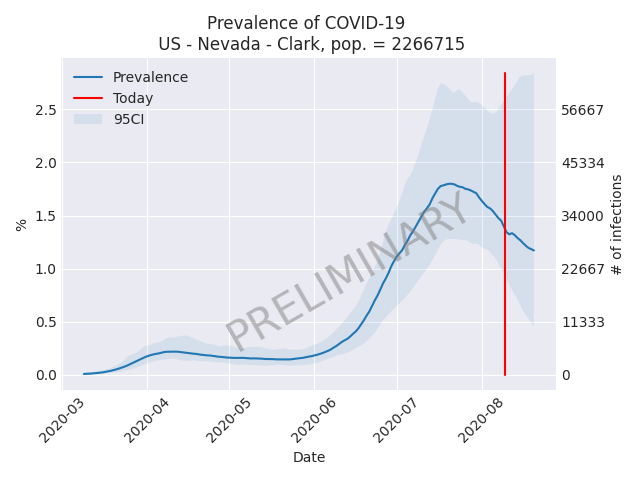 Prevalence of COVID-19
US - Nevada - Clark, pop. = 2266715
Prevalence
Today
95CI
2.5
2.0
1.5
1.0
0.5
0.0
%
56667
45334
34000
22667
11333
0
# of infections
PRELIMINARY
2020-03
2020-04
2020-05
2020-06
2020-07
2020-08
Date